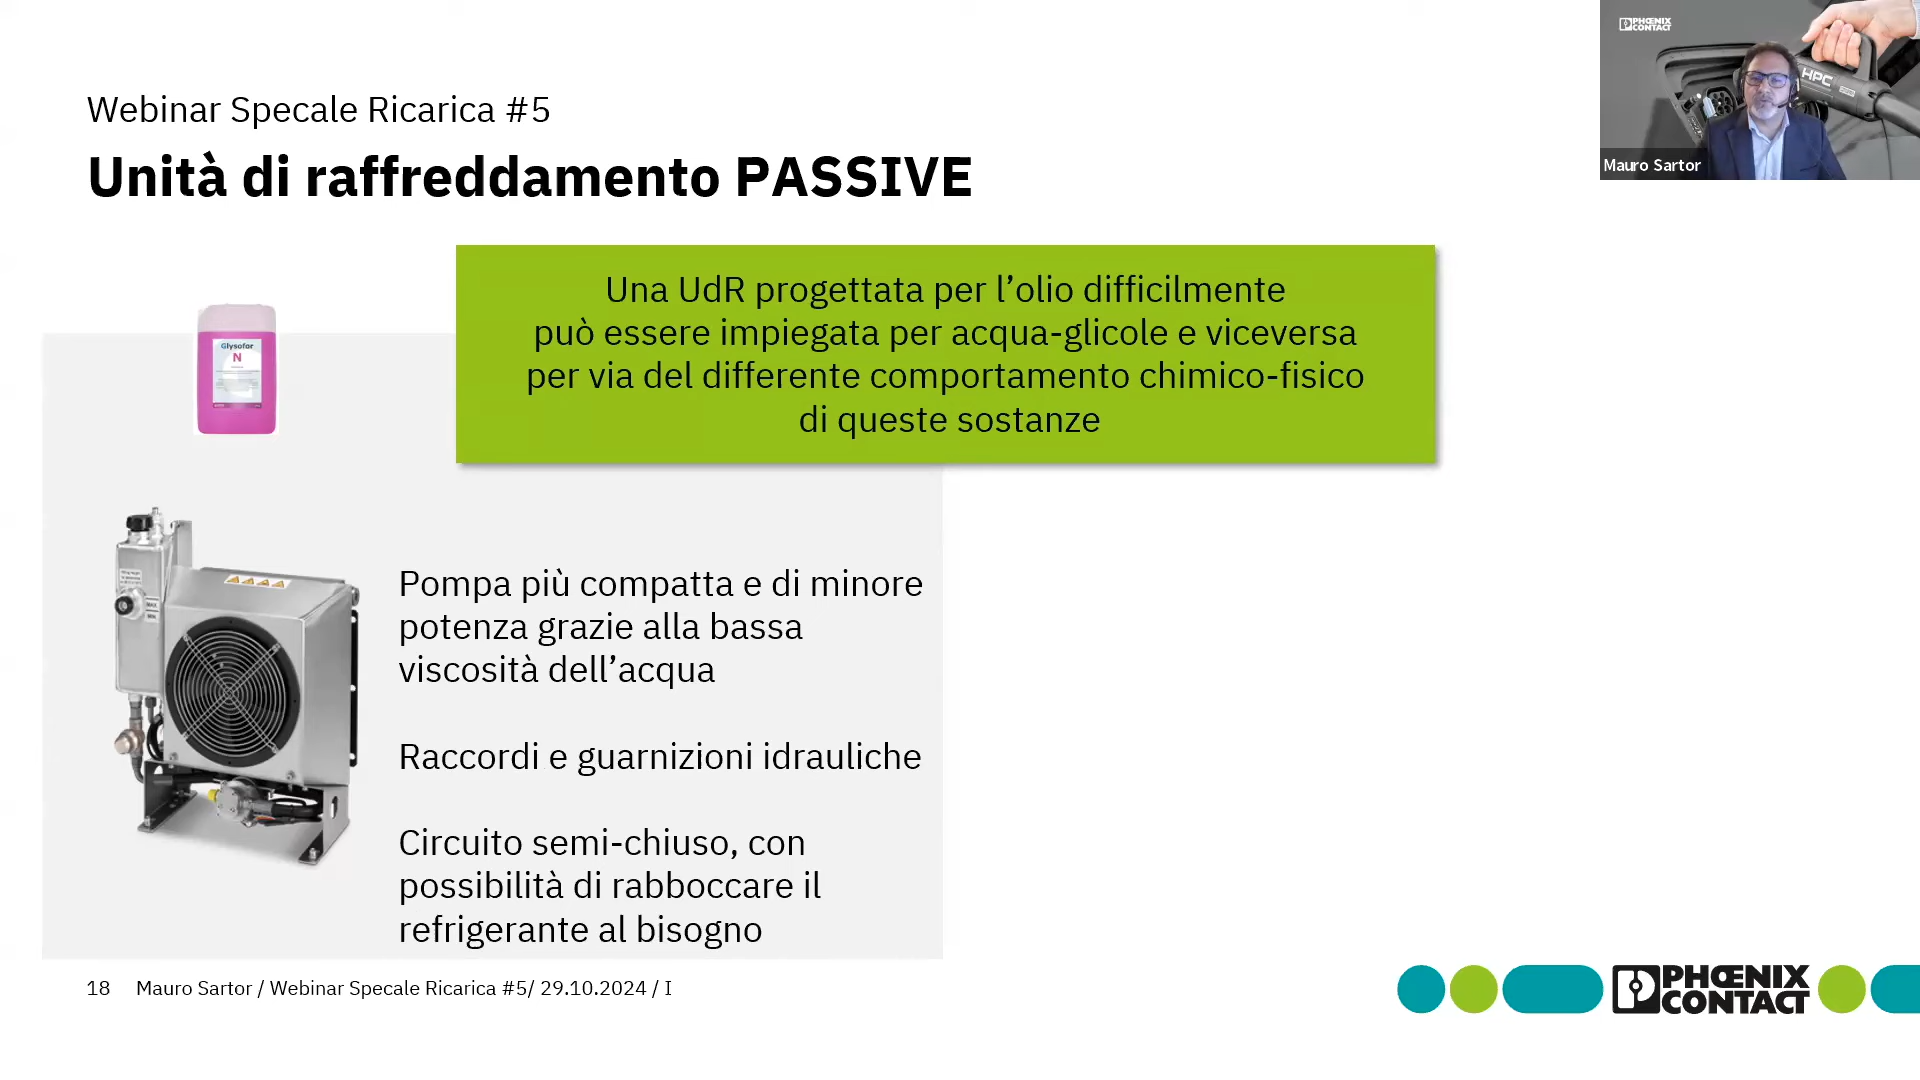 PHŒNIX
CONTACT
HPC
Mauro Sartor
Webinar Specale Ricarica #5
Unità di raffreddamento PASSIVE
Una UdR progettata per l’olio difficilmente
può essere impiegata per acqua-glicole e viceversa
per via del differente comportamento chimico-fisico
di queste sostanze
Glysofor
N
MAX
Pompa più compatta e di minore
potenza grazie alla bassa
viscosità dell’acqua
Raccordi e guarnizioni idrauliche
Circuito semi-chiuso, con
possibilità di rabboccare il
refrigerante al bisogno
18 Mauro Sartor / Webinar Specale Ricarica #5/ 29.10.2024 / I
PHŒNIX
CONTACT